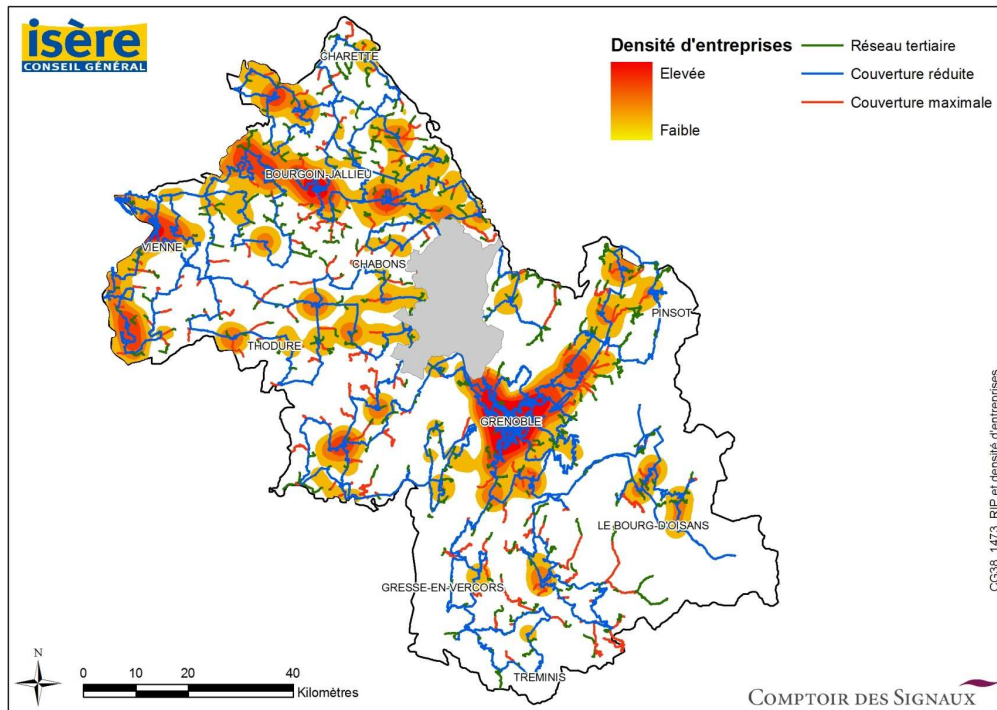 isère
CONSEIL GÉNÉRAL
Densité d'entreprises
Elevée
Faible
Réseau tertiaire
Couverture réduite
Couverture maximale
CHARETTE
BOURGOIN-JALLIEU
VIENNE
CHABONS
PINSOT
THODURE
GRENOBLE
LE BOURG-D'OISANS
GRESSE-EN-VERCORS
TREMINIS
CG38_1473_RIP et densité d'entreprises
N
0 10 20 40
Kilomètres
COMPTOIR DES SIGNAUX